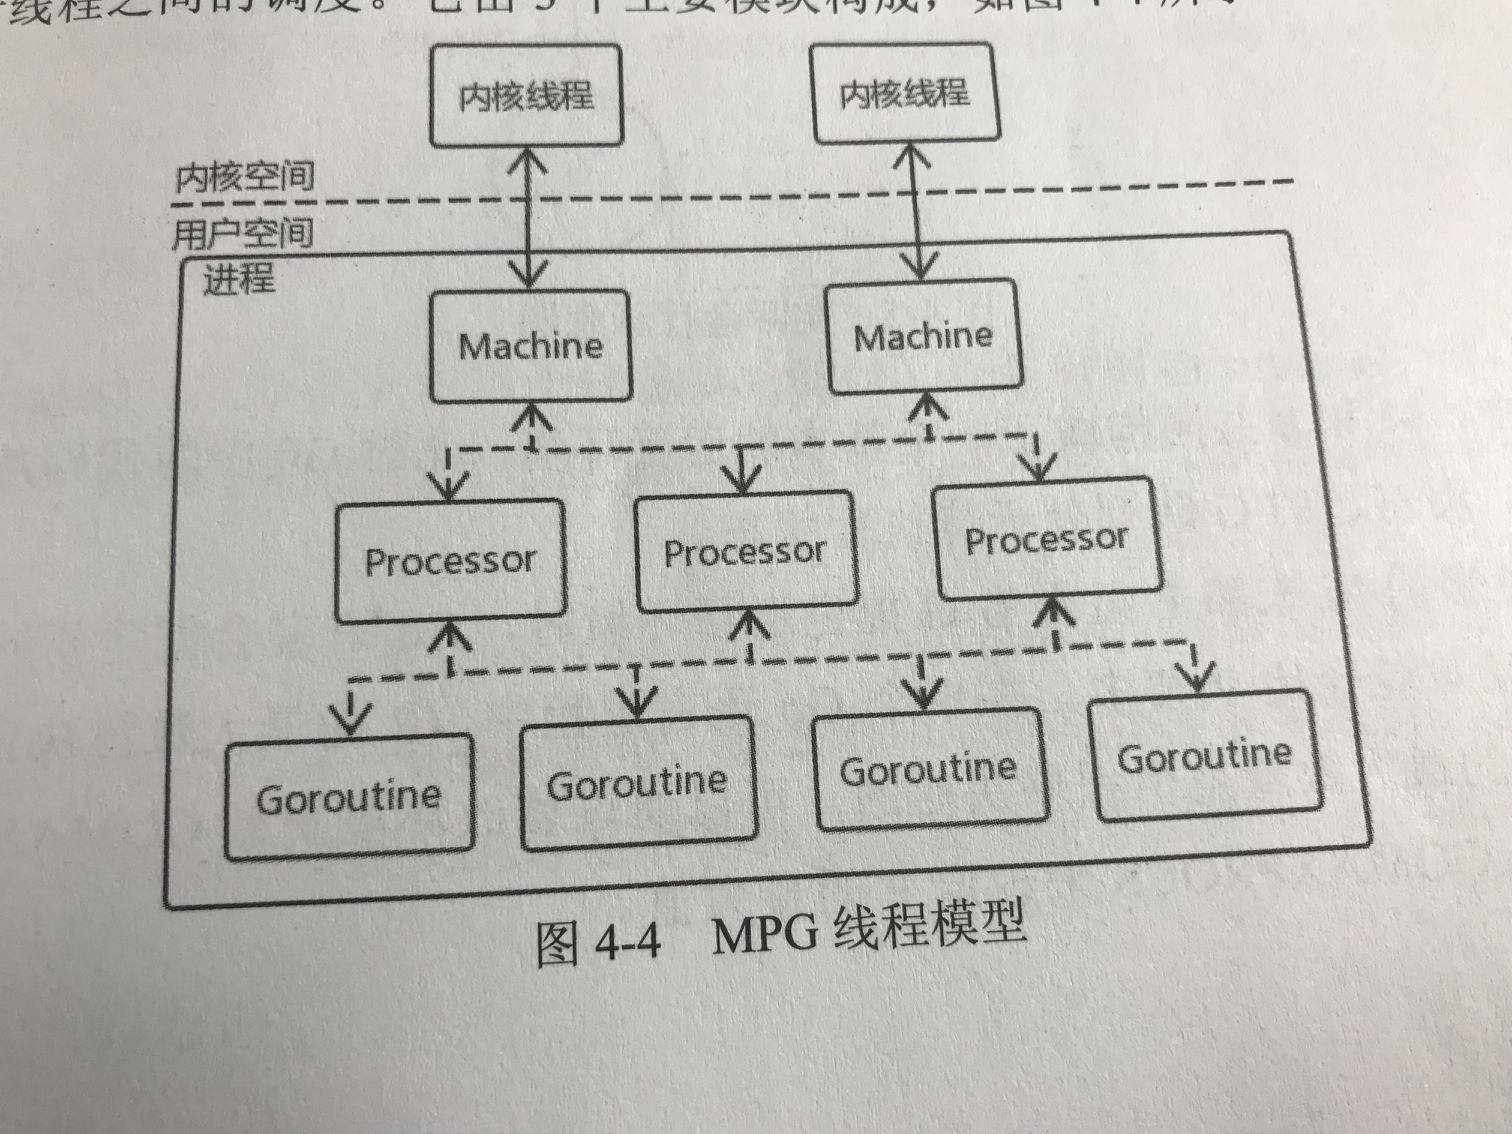 线程之间的调度。它由 3 个主要模块构成，如图 4-4 所示
内核线程 内核线程
内核空间
用户空间
进程
Machine Machine
Processor Processor Processor
Goroutine Goroutine Goroutine Goroutine
图 4-4 MPG 线程模型